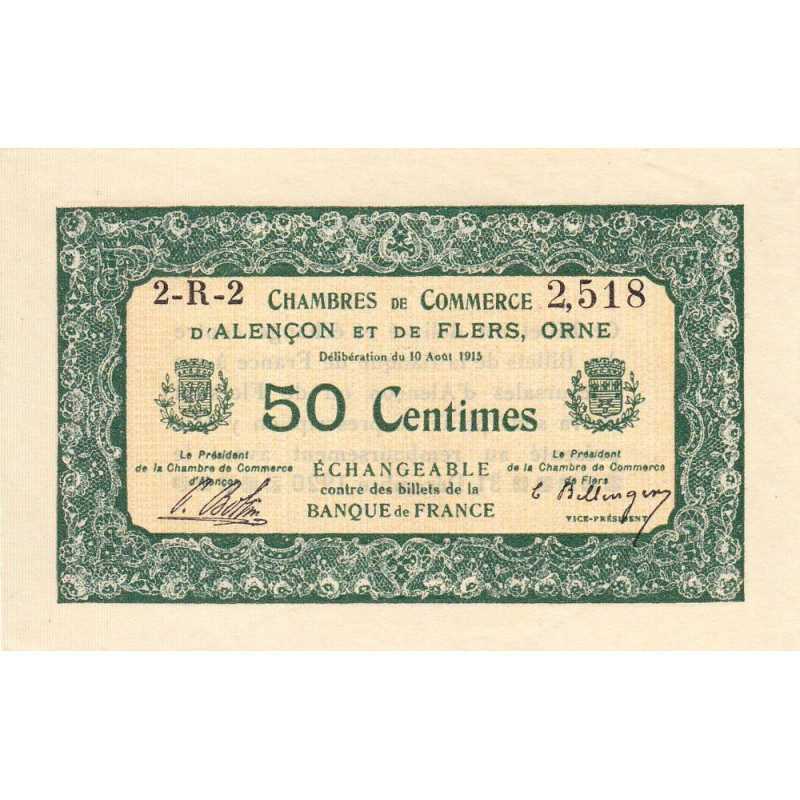 2-R-2 CHAMBRES DE COMMERCE 2,518
D'ALENÇON ET DE FLERS, ORNE
Délibération du 10 Août 1915
50 Centimes
Le Président
de la Chambre de Commerce
d'Alençon
ÉCHANGEABLE
contre des billets de la
BANQUE de FRANCE
Le Président
de la Chambre de Commerce
de Flers
VICE-PRÉSIDENT